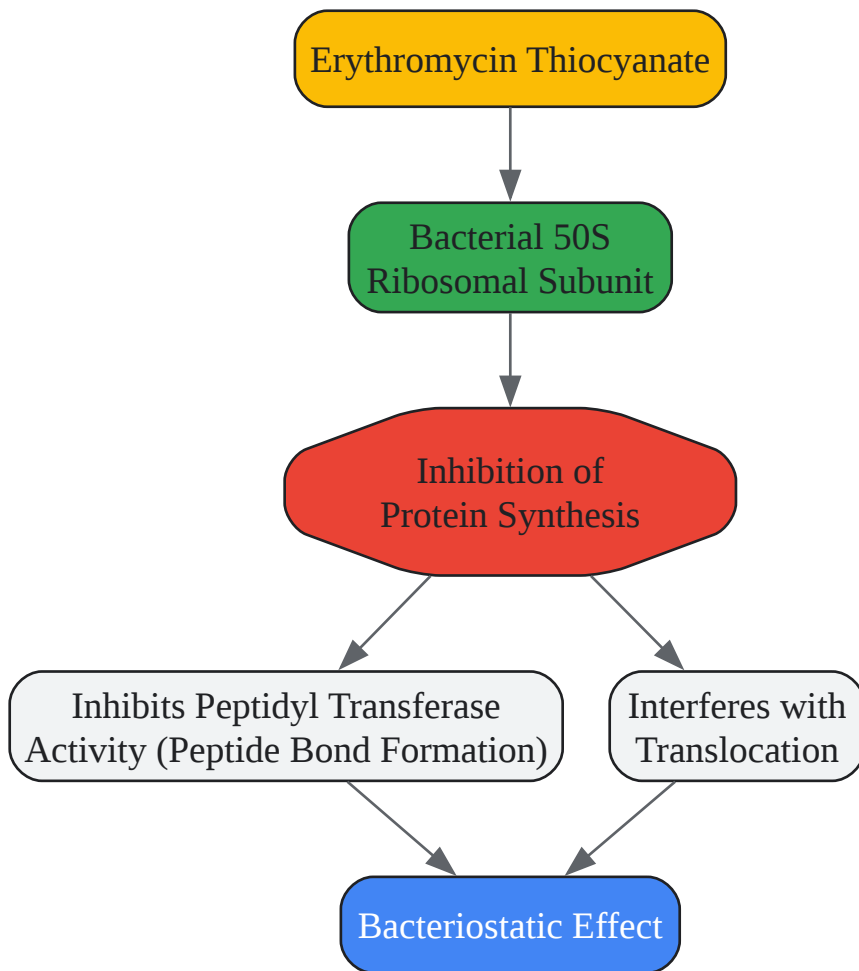 Erythromycin Thiocyanate
Bacterial 50S
Ribosomal Subunit
Inhibition of
Protein Synthesis
Inhibits Peptidyl Transferase
Activity (Peptide Bond Formation)
Interferes with
Translocation
Bacteriostatic Effect